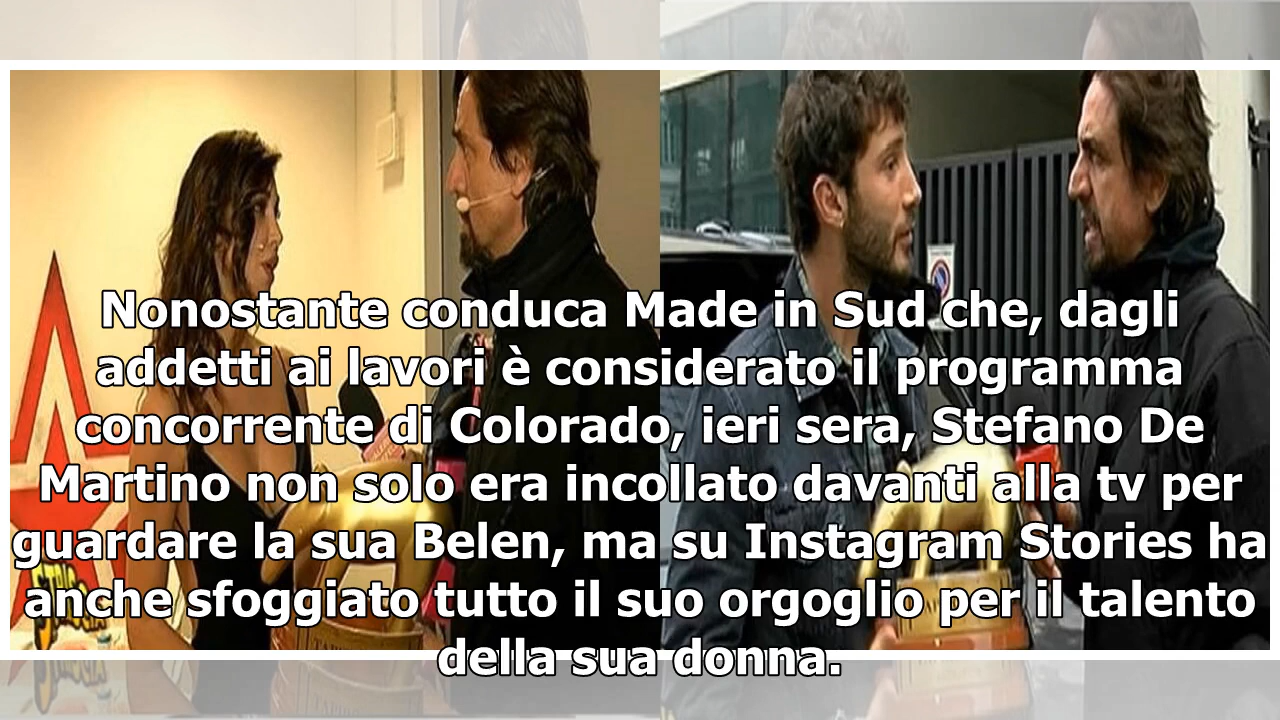 Nonostante conduca Made in Sud che, dagli
addetti ai lavori è considerato il programma
concorrente di Colorado, ieri sera, Stefano De
Martino non solo era incollato davanti alla tv per
guardare la sua Belen, ma su Instagram Stories ha
anche sfoggiato tutto il suo orgoglio per il talento
della sua donna.